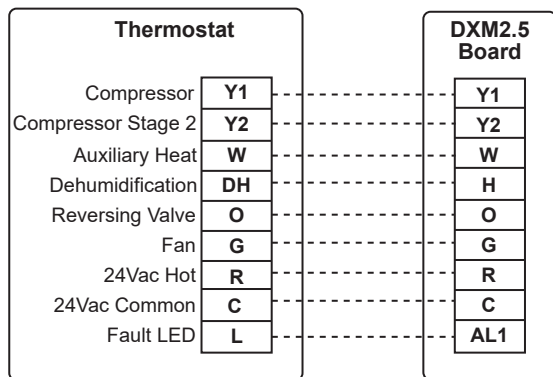 Thermostat
DXM2.5
Board
Compressor Y1 Y1
Compressor Stage 2 Y2 Y2
Auxiliary Heat W W
Dehumidification DH H
Reversing Valve O O
Fan G G
24Vac Hot R R
24Vac Common C C
Fault LED L AL1